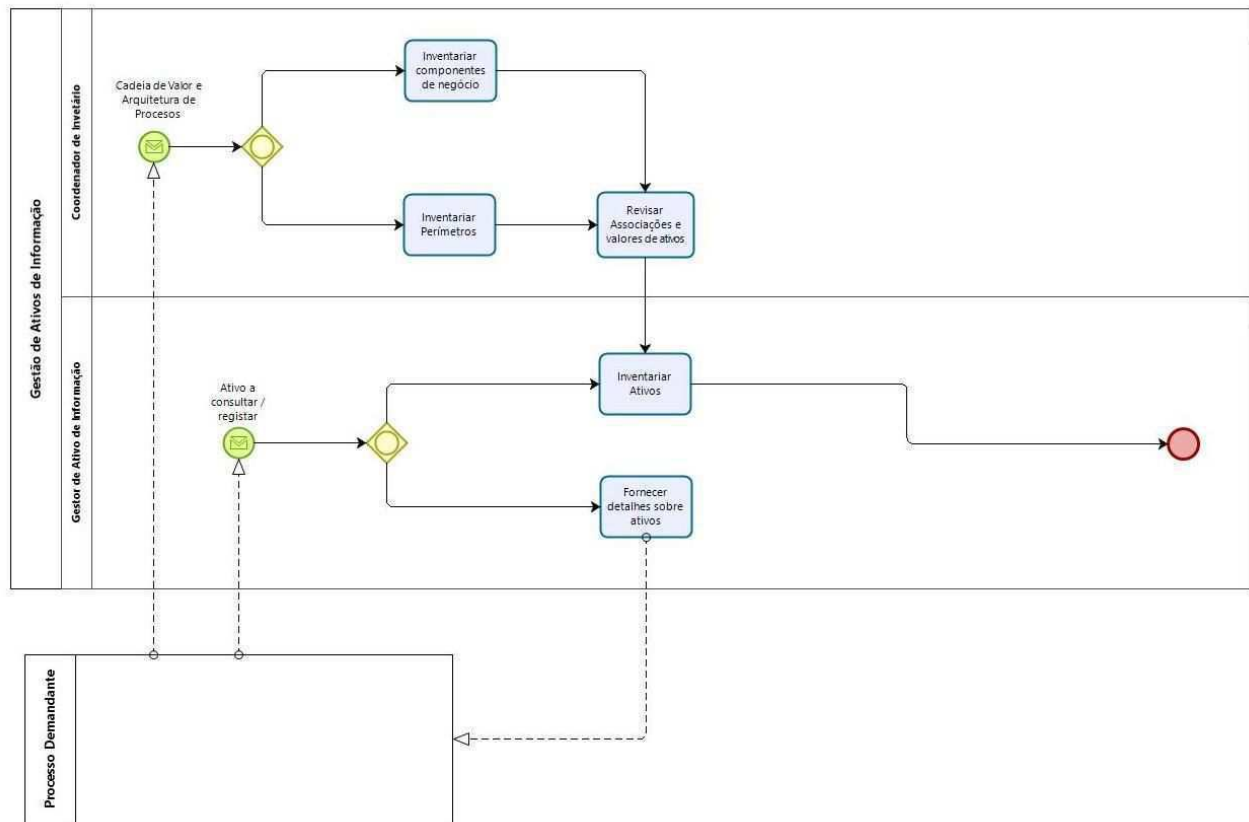 Gestão de Ativos de Informação
Coordenador de Invetário
Cadeia de Valor e
Arquitetura de
Procesos
Inventariar
componentes
de negócio
Inventariar
Perímetros
Revisar
Associações e
valores de ativos
Gestor de Ativo de Informação
Ativo a
consultar /
registar
Inventariar
Ativos
Fornecer
detalhes sobre
ativos
Processo Demandante